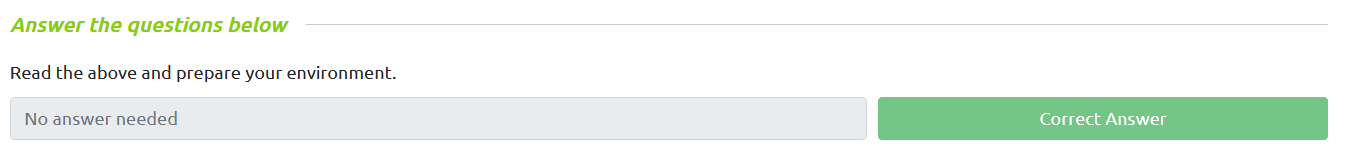 Answer the questions below
Read the above and prepare your environment.
No answer needed
Correct Answer